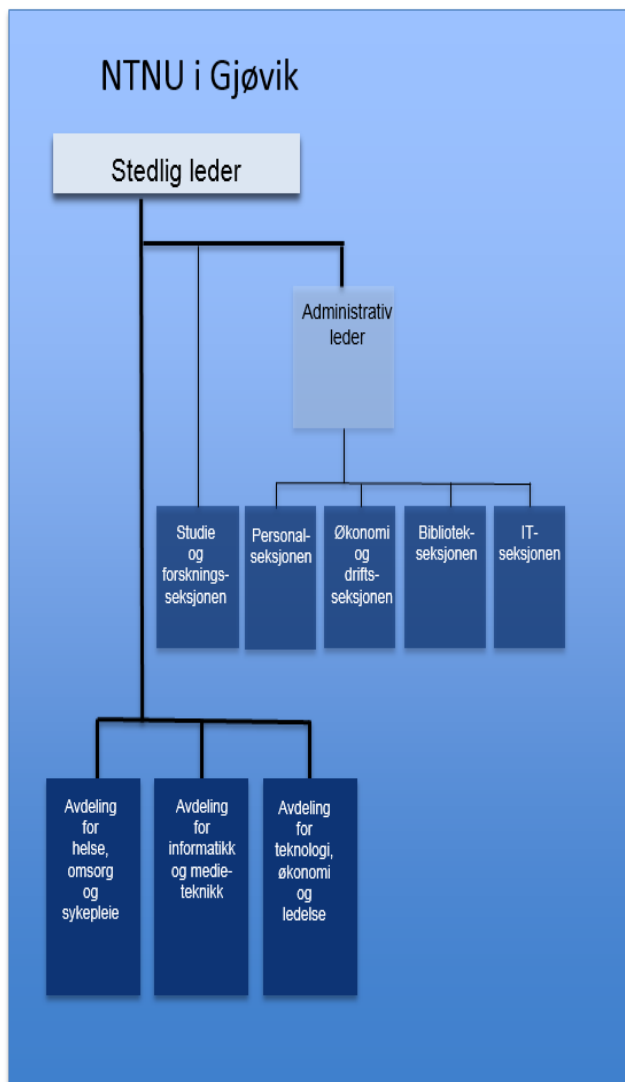 NTNU i Gjøvik
Stedlig leder
Administrativ
leder
Studie
og
forsknings-
seksjonen
Personal-
seksjonen
Økonomi
og
drifts-
seksjonen
Bibliotek-
seksjonen
IT-
seksjonen
Avdeling
for
helse,
omsorg
og
sykepleie
Avdeling
for
informatikk
og medie-
teknikk
Avdeling
for
teknologi,
økonomi
og
ledelse